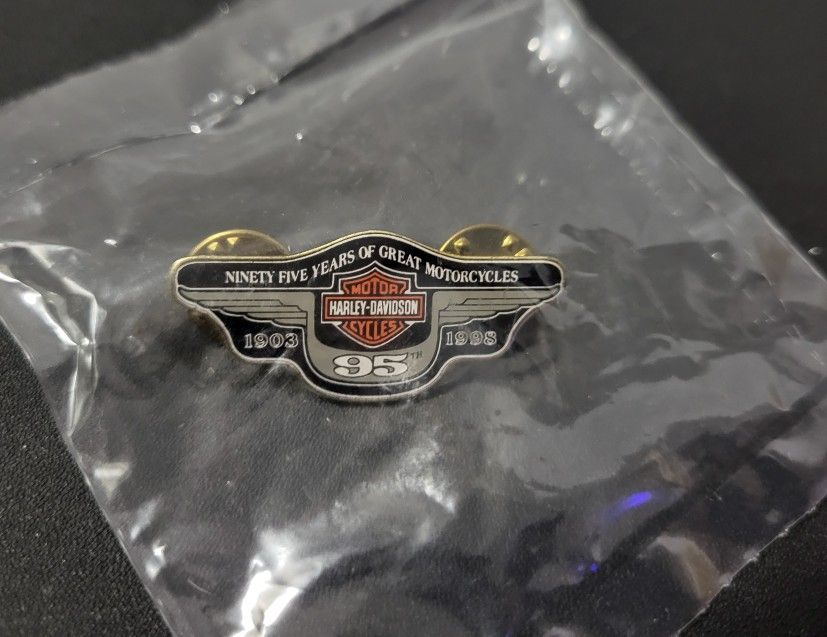 NINETY FIVE YEARS OF GREAT MOTORCYCLES
MOTOR
HARLEY-DAVIDSON
CYCLES
1903
1998
95TH